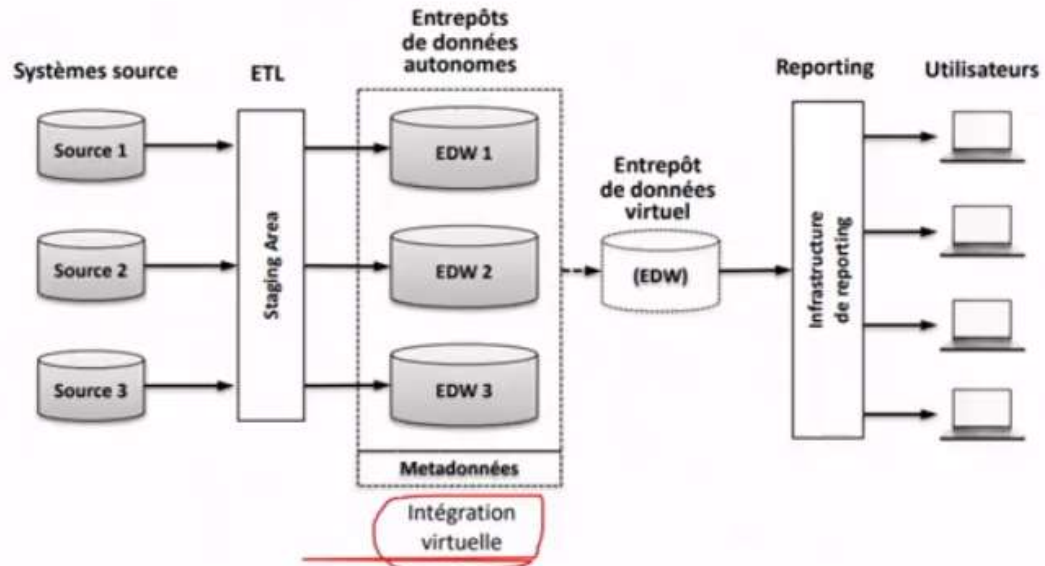 Entrepôts
de données
autonomes
Systèmes source
ETL
Reporting
Utilisateurs
Source 1
Source 2
Source 3
Staging Area
EDW 1
EDW 2
EDW 3
Metadonnées
Intégration
virtuelle
Entrepôt
de données
virtuel
(EDW)
Infrastructure
de reporting